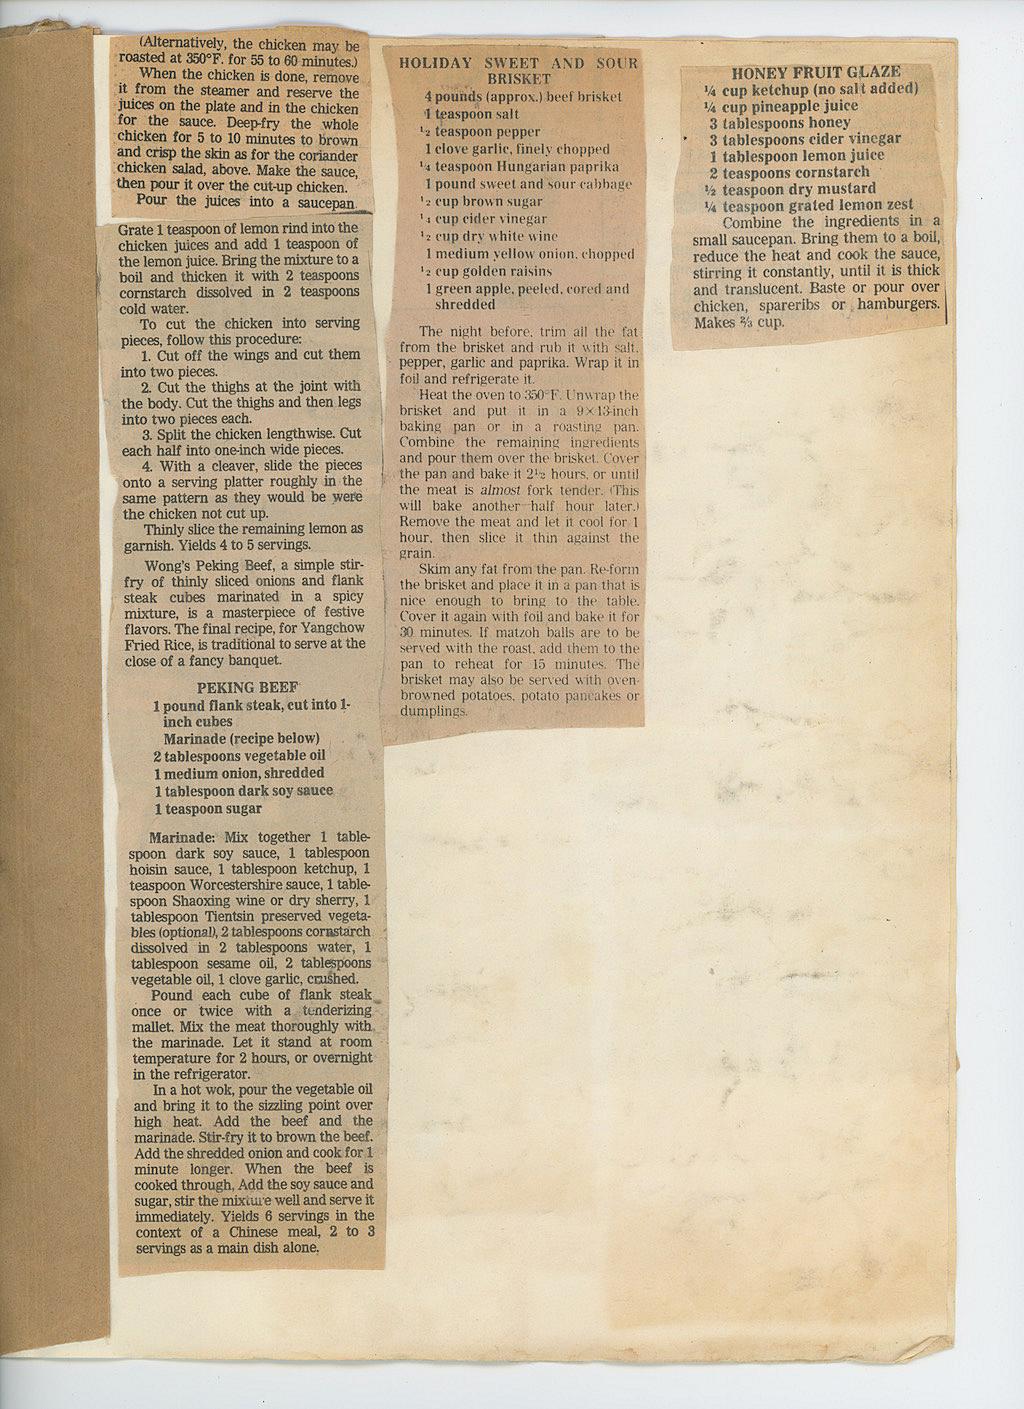 (Alternatively, the chicken may be
roasted at 350°F. for 55 to 60 minutes.)
When the chicken is done, remove
it from the steamer and reserve the
juices on the plate and in the chicken
for the sauce. Deep-fry the whole
chicken for 5 to 10 minutes to brown
and crisp the skin as for the coriander
chicken salad, above. Make the sauce,
then pour it over the cut-up chicken.
Pour the juices into a saucepan.
Grate 1 teaspoon of lemon rind into the
chicken juices and add 1 teaspoon of
the lemon juice. Bring the mixture to a
boil and thicken it with 2 teaspoons
cornstarch dissolved in 2 teaspoons
cold water.
To cut the chicken into serving
pieces, follow this procedure:
1. Cut off the wings and cut them
into two pieces.
2. Cut the thighs at the joint with
the body. Cut the thighs and then legs
into two pieces each.
3. Split the chicken lengthwise. Cut
each half into one-inch wide pieces.
4. With a cleaver, slide the pieces
onto a serving platter roughly in the
same pattern as they would be were
the chicken not cut up.
Thinly slice the remaining lemon as
garnish. Yields 4 to 5 servings.
Wong's Peking Beef, a simple stir-
fry of thinly sliced onions and flank
steak cubes marinated in a spicy
mixture, is a masterpiece of festive
flavors. The final recipe, for Yangchow
Fried Rice, is traditional to serve at the
close of a fancy banquet.
PEKING BEEF
1 pound flank steak, cut into 1-
inch cubes
Marinade (recipe below)
2 tablespoons vegetable oil
1 medium onion, shredded
1 tablespoon dark soy sauce
1 teaspoon sugar
Marinade: Mix together 1 table-
spoon dark soy sauce, 1 tablespoon
hoisin sauce, 1 tablespoon ketchup, 1
teaspoon Worcestershire sauce, 1 table-
spoon Shaoxing wine or dry sherry, 1
tablespoon Tientsin preserved vegeta-
bles (optional), 2 tablespoons cornstarch
dissolved in 2 tablespoons water, 1
tablespoon sesame oil, 2 tablespoons
vegetable oil, 1 clove garlic, crushed.
Pound each cube of flank steak
once or twice with a tenderizing
mallet. Mix the meat thoroughly with
the marinade. Let it stand at room
temperature for 2 hours, or overnight
in the refrigerator.
In a hot wok, pour the vegetable oil
and bring it to the sizzling point over
high heat. Add the beef and the
marinade. Stir-fry it to brown the beef.
Add the shredded onion and cook for 1
minute longer. When the beef is
cooked through, Add the soy sauce and
sugar, stir the mixture well and serve it
immediately. Yields 6 servings in the
context of a Chinese meal, 2 to 3
servings as a main dish alone.
HOLIDAY SWEET AND SOUR
BRISKET
4 pounds (approx.) beef brisket
1 teaspoon salt
½ teaspoon pepper
1 clove garlic, finely chopped
¼ teaspoon Hungarian paprika
1 pound sweet and sour cabbage
½ cup brown sugar
¼ cup cider vinegar
½ cup dry white wine
1 medium yellow onion, chopped
½ cup golden raisins
1 green apple, peeled, cored and
shredded
The night before, trim all the fat
from the brisket and rub it with salt,
pepper, garlic and paprika. Wrap it in
foil and refrigerate it.
Heat the oven to 350°F. Unwrap the
brisket and put it in a 9×13-inch
baking pan or in a roasting pan.
Combine the remaining ingredients
and pour them over the brisket. Cover
the pan and bake it 2½ hours, or until
the meat is almost fork tender. (This
will bake another half hour later.)
Remove the meat and let it cool for 1
hour, then slice it thin against the
grain.
Skim any fat from the pan. Re-form
the brisket and place it in a pan that is
nice enough to bring to the table.
Cover it again with foil and bake it for
30 minutes. If matzoh balls are to be
served with the roast, add them to the
pan to reheat for 15 minutes. The
brisket may also be served with oven-
browned potatoes, potato pancakes or
dumplings.
HONEY FRUIT GLAZE
¼ cup ketchup (no salt added)
¼ cup pineapple juice
3 tablespoons honey
3 tablespoons cider vinegar
1 tablespoon lemon juice
2 teaspoons cornstarch
½ teaspoon dry mustard
¼ teaspoon grated lemon zest
Combine the ingredients in a
small saucepan. Bring them to a boil,
reduce the heat and cook the sauce,
stirring it constantly, until it is thick
and translucent. Baste or pour over
chicken, spareribs or hamburgers.
Makes ⅔ cup.